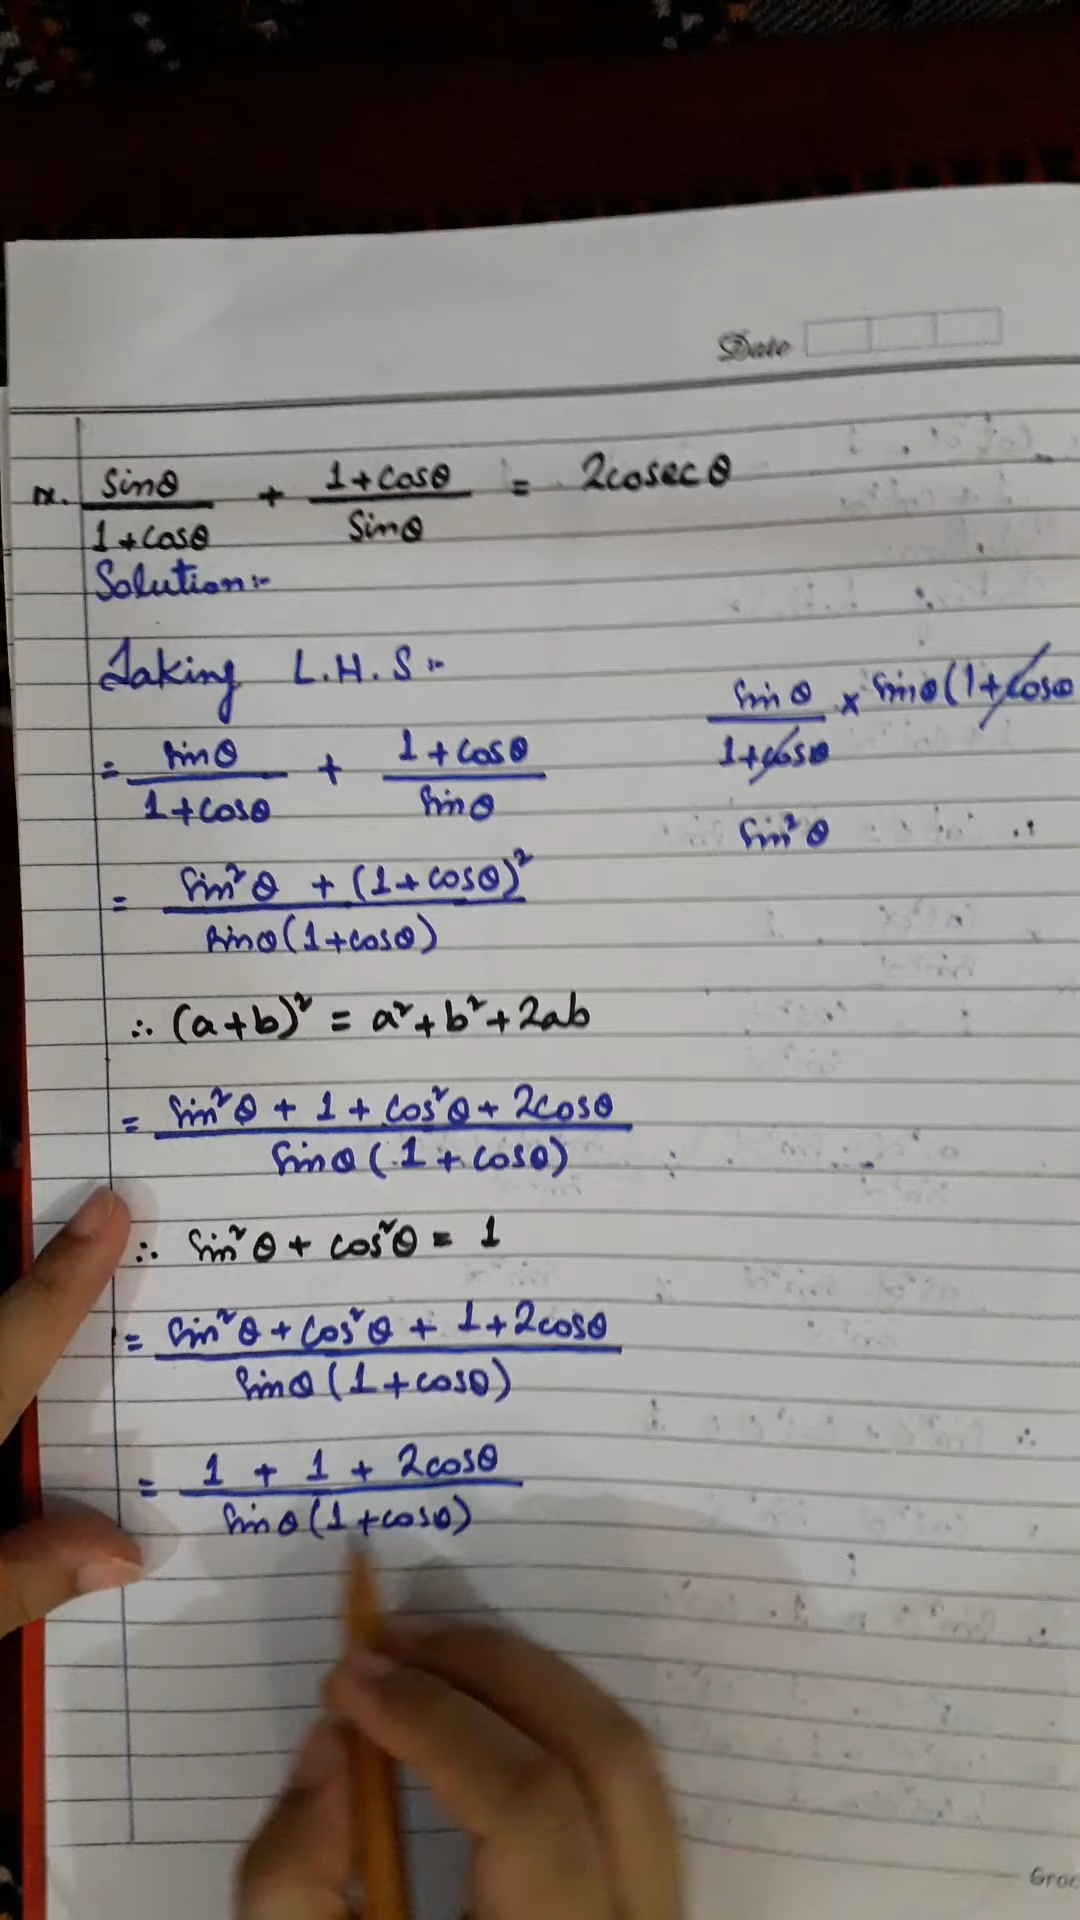 Date
ix. sinθ/1+cosθ + 1+cosθ/sinθ = 2cosecθ
Solution:-
Taking L.H.S:-
= sinθ/1+cosθ + 1+cosθ/sinθ
sinθ/1+cosθ × sinθ(1+cosθ
sin²θ
= sin²θ + (1+cosθ)²/sinθ(1+cosθ)
∴ (a+b)² = a²+b²+2ab
= sin²θ + 1 + cos²θ + 2cosθ/sinθ(1+cosθ)
∴ sin²θ + cos²θ = 1
= sin²θ + cos²θ + 1+2cosθ/sinθ(1+cosθ)
= 1 + 1 + 2cosθ/sinθ(1+cosθ)